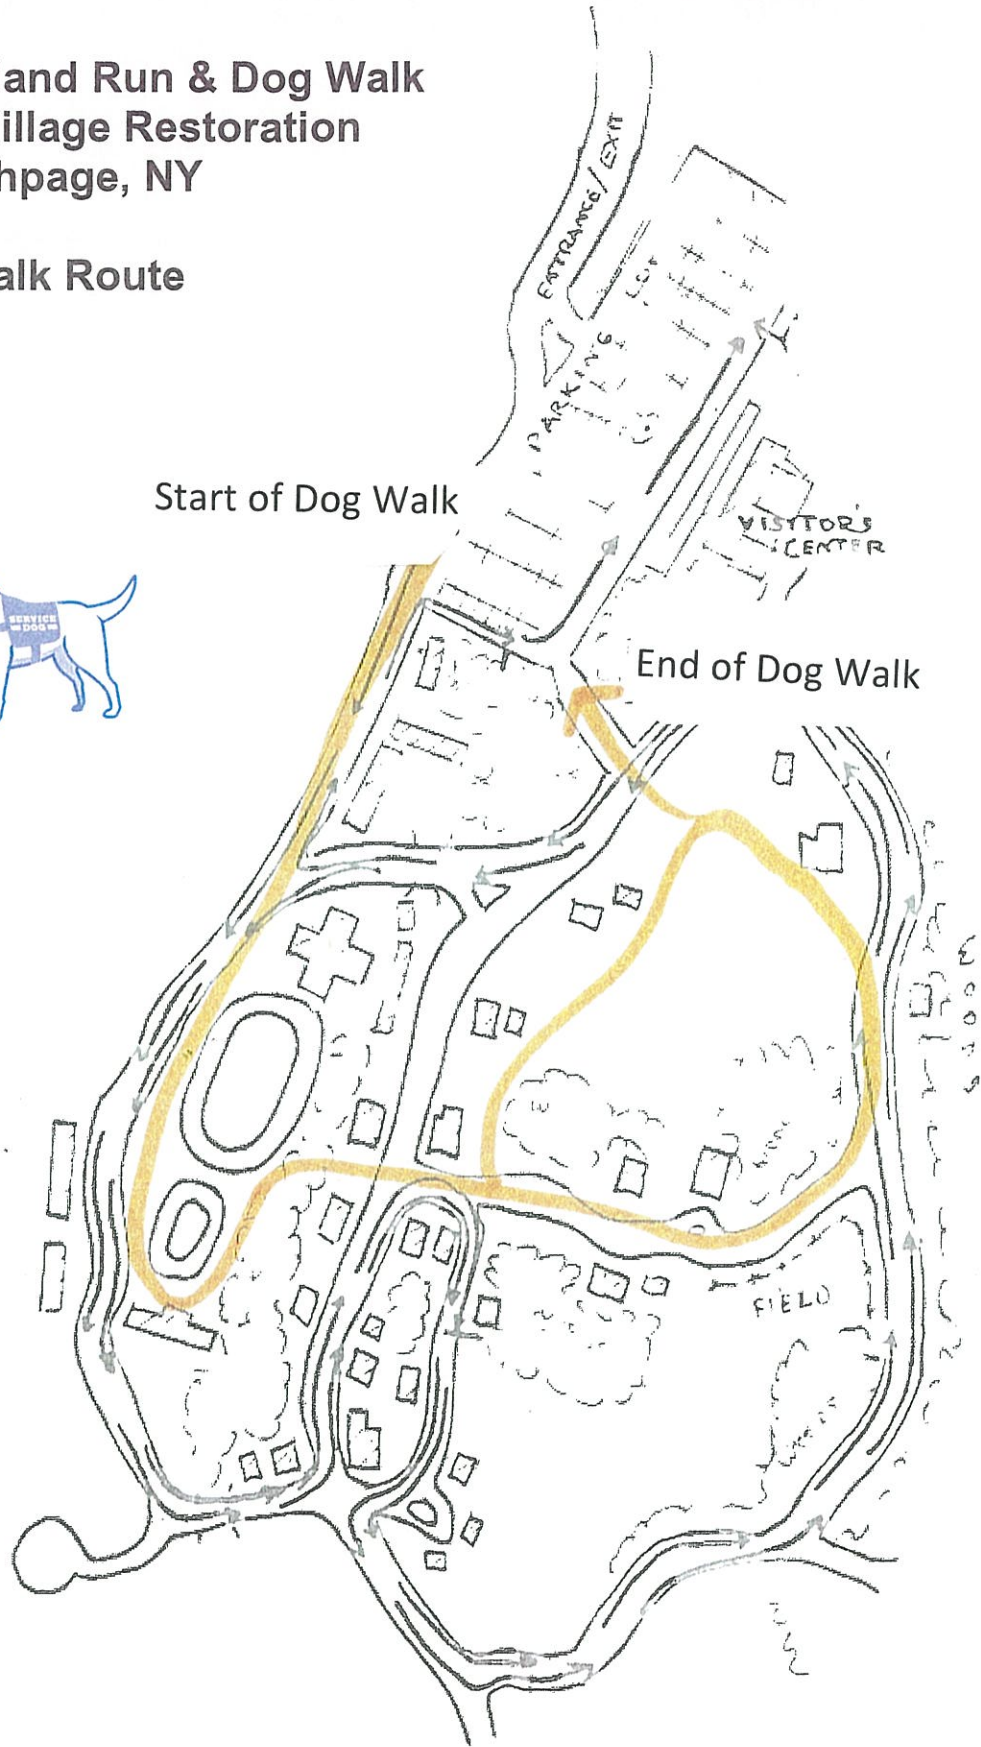 and Run & Dog Walk
illage Restoration
hpage, NY
alk Route
ENTRANCE/EXIT
PARKING LOT
Start of Dog Walk
VISITOR'S
CENTER
SERVICE
DOG
End of Dog Walk
WOODS
FIELD